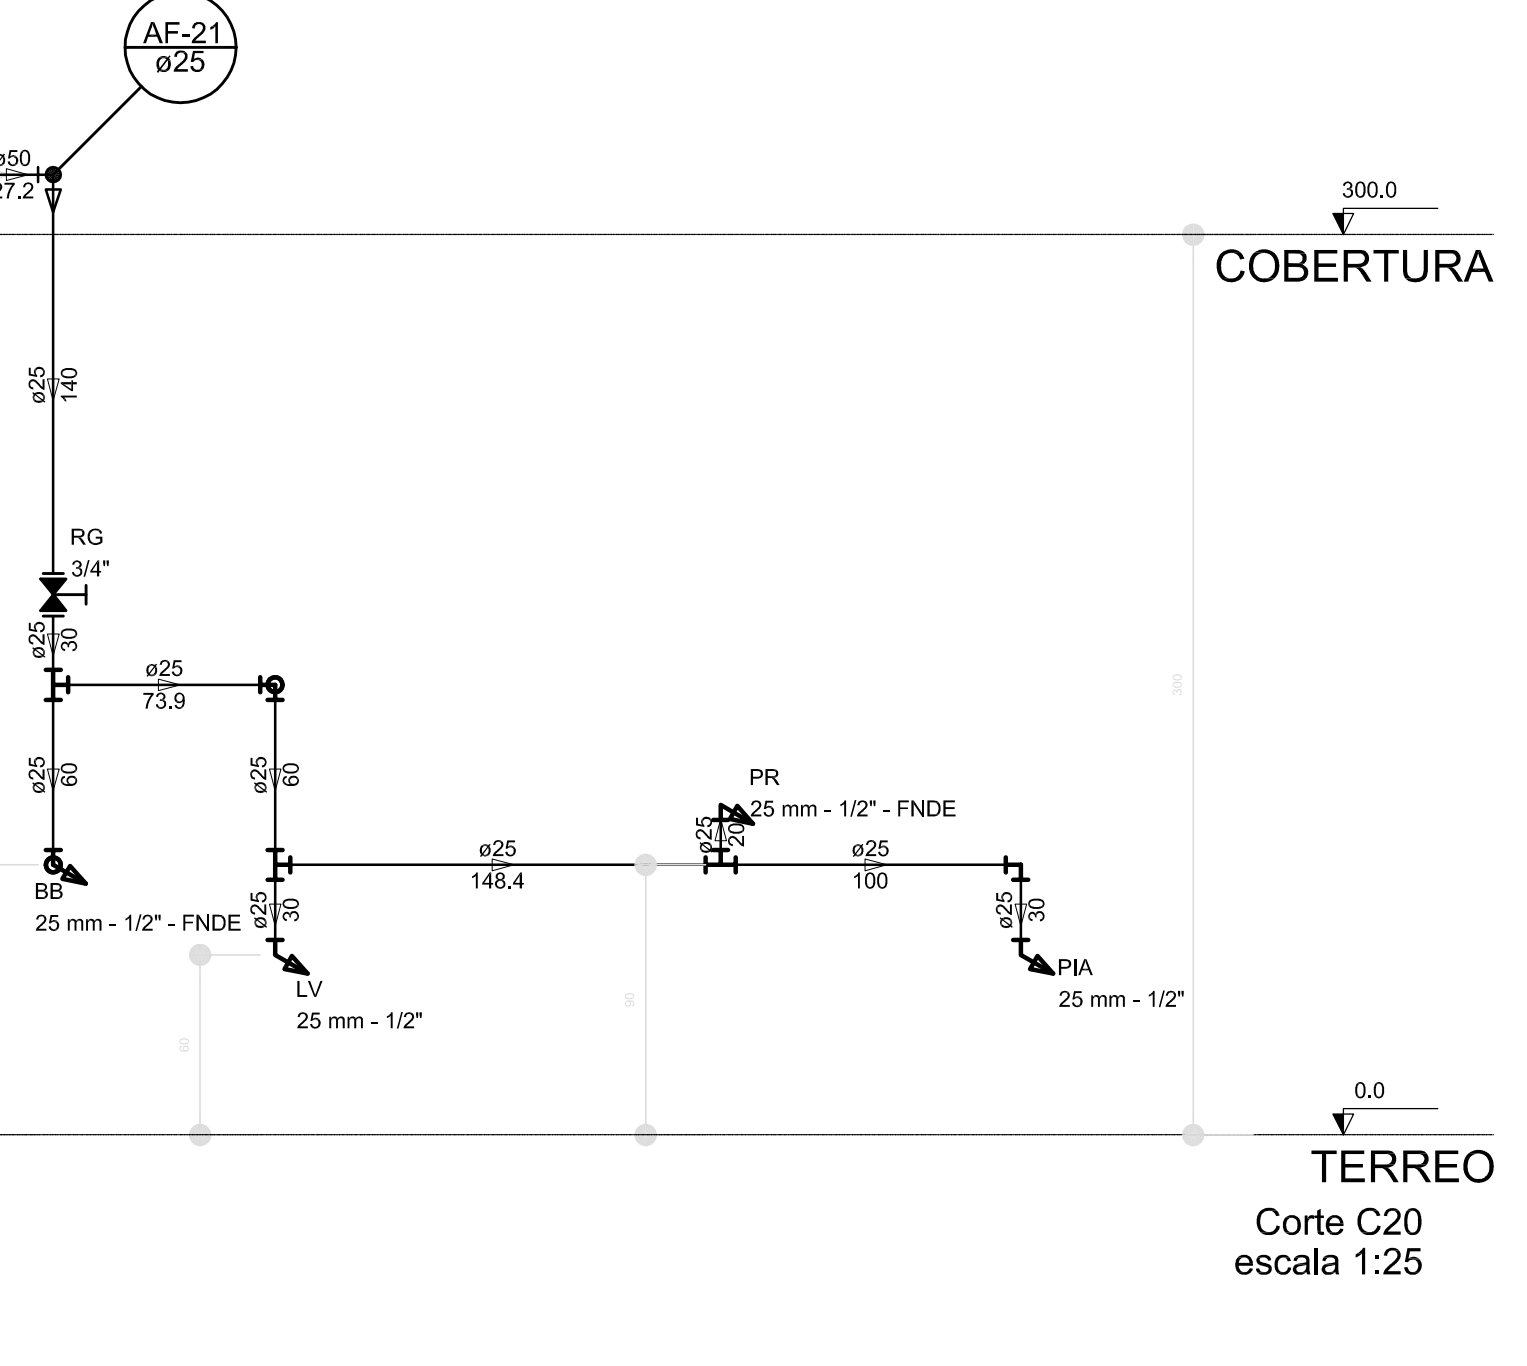 AF-21
ø25
ø50
27.2
300.0
COBERTURA
ø25
140
RG
3/4"
ø25
30
ø25
73.9
300
ø25
60
ø25
60
PR
25 mm - 1/2" - FNDE
ø25
20
ø25
148.4
ø25
100
BB
25 mm - 1/2" - FNDE
ø25
30
ø25
30
LV
25 mm - 1/2"
PIA
25 mm - 1/2"
90
60
0.0
TERREO
Corte C20
escala 1:25